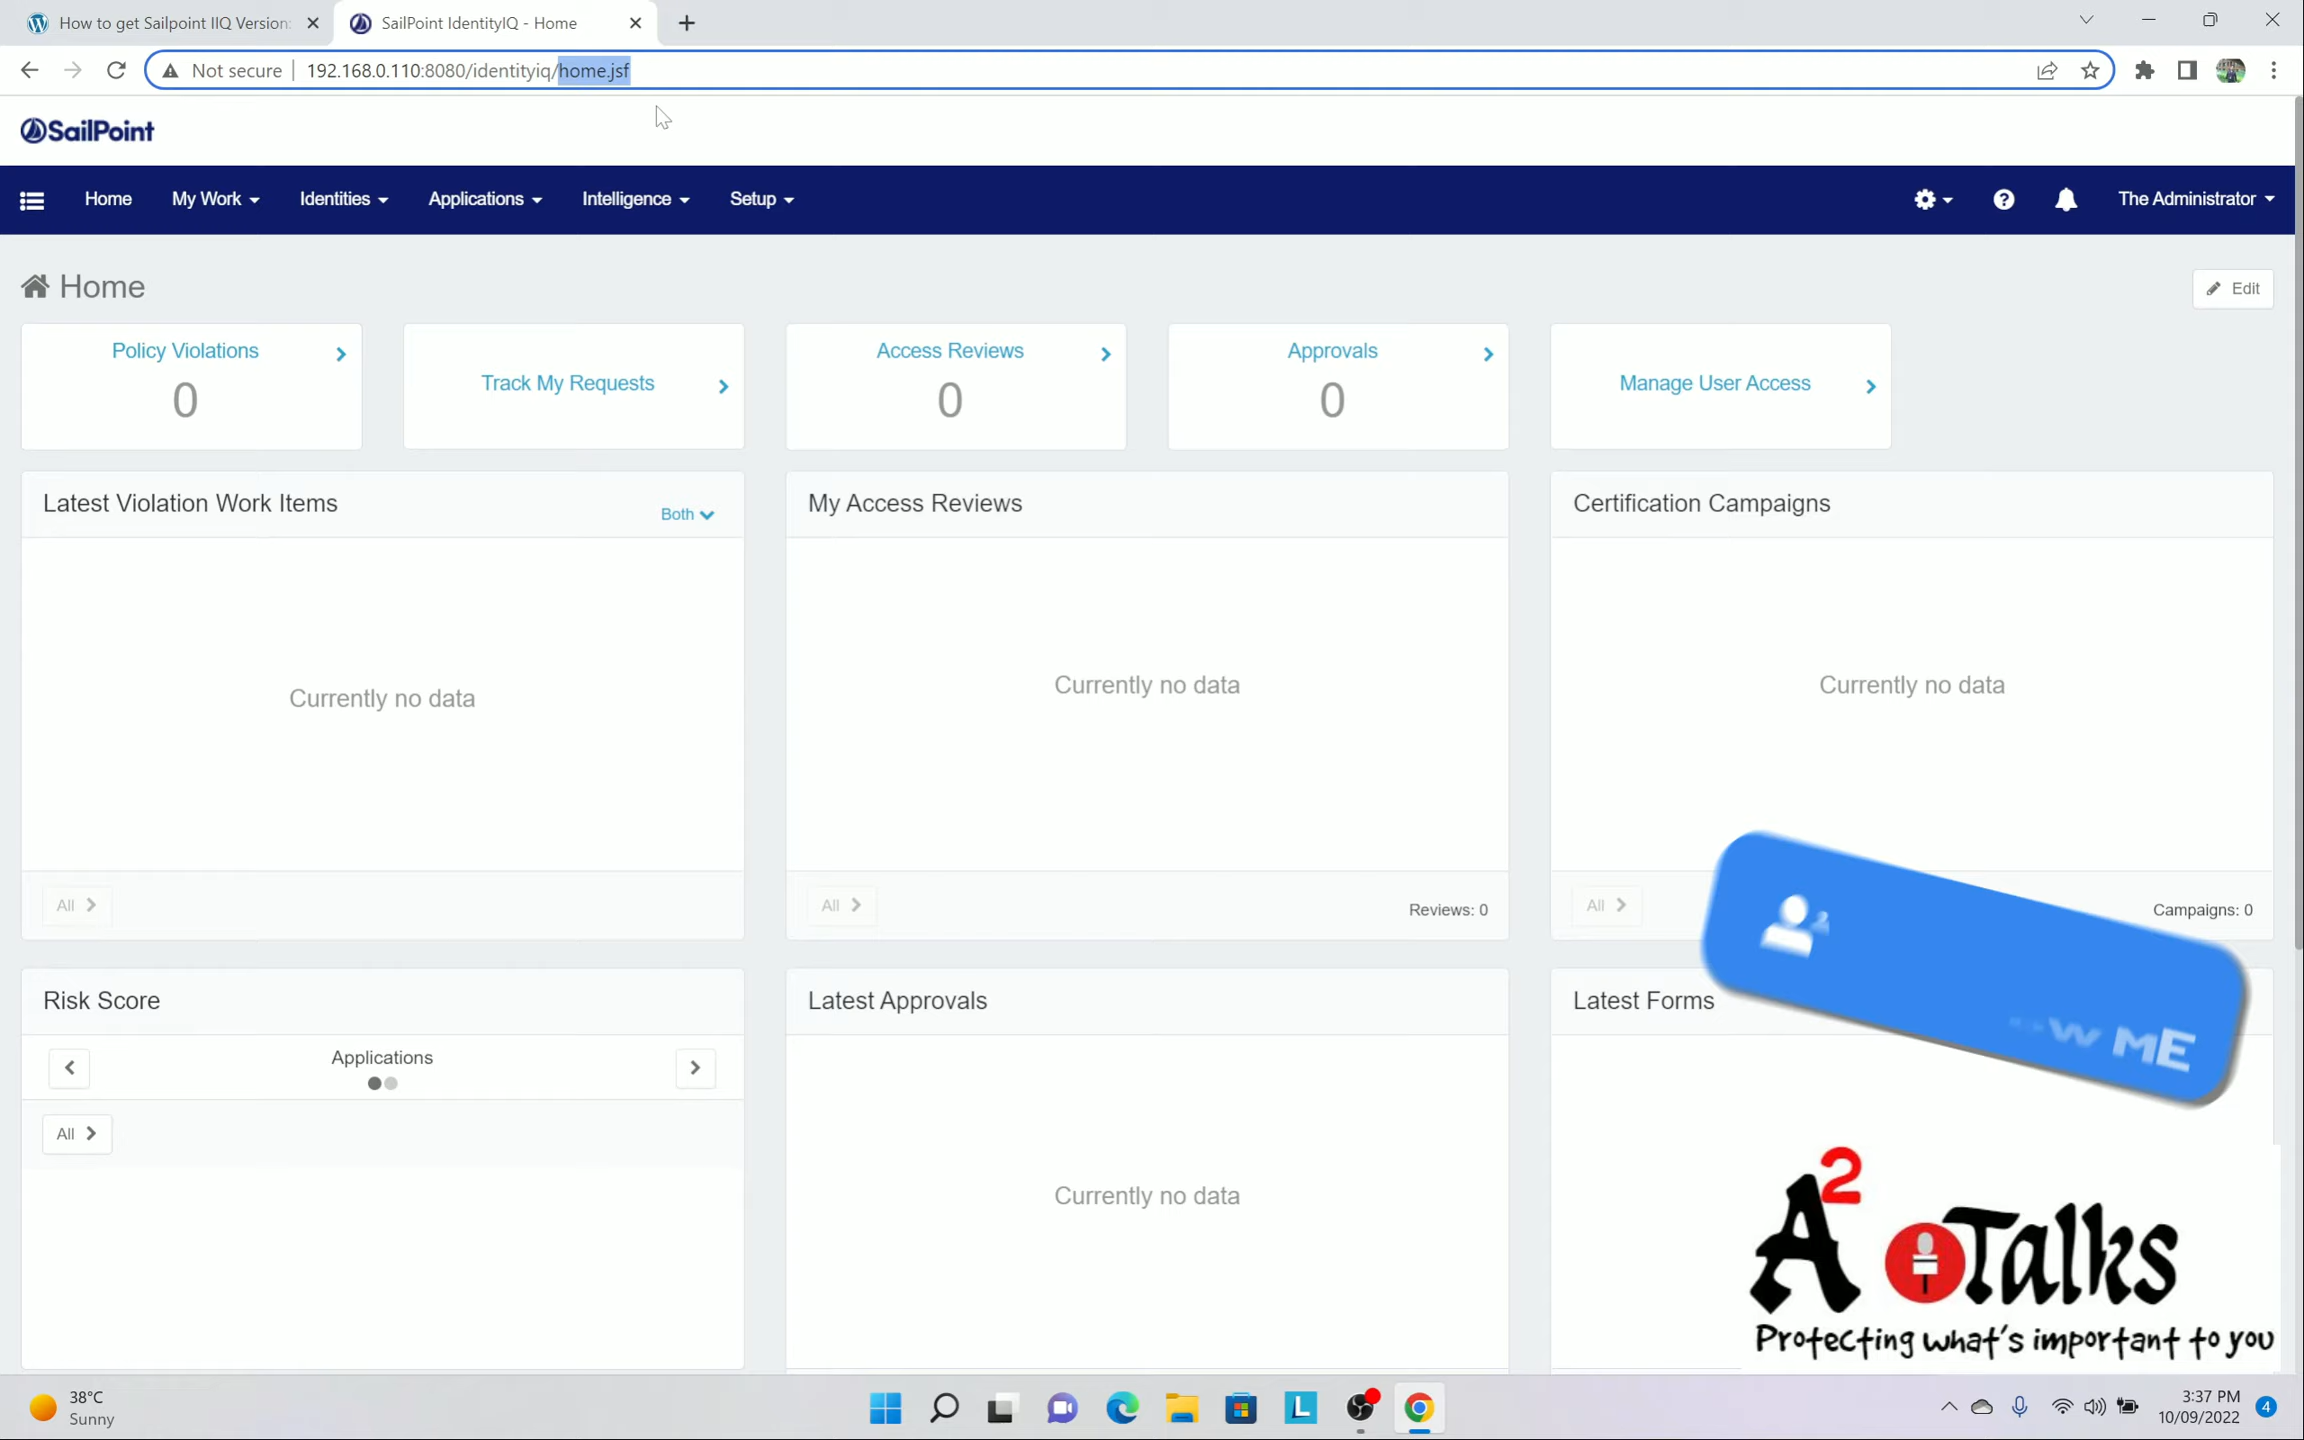 How to get Sailpoint IIQ Version:
SailPoint IdentityIQ - Home
Not secure
192.168.0.110:8080/identityiq/home.jsf
SailPoint
Home
My Work
Identities
Applications
Intelligence
Setup
The Administrator
Home
Edit
Policy Violations
0
Track My Requests
Access Reviews
0
Approvals
0
Manage User Access
Latest Violation Work Items
Both
My Access Reviews
Certification Campaigns
Currently no data
Currently no data
Currently no data
All
All
Reviews: 0
All
Campaigns: 0
Risk Score
Latest Approvals
Latest Forms
ME
Applications
All
Currently no data
A2 Talks
Protecting what's important to you
38°C
Sunny
L
3:37 PM
10/09/2022
4